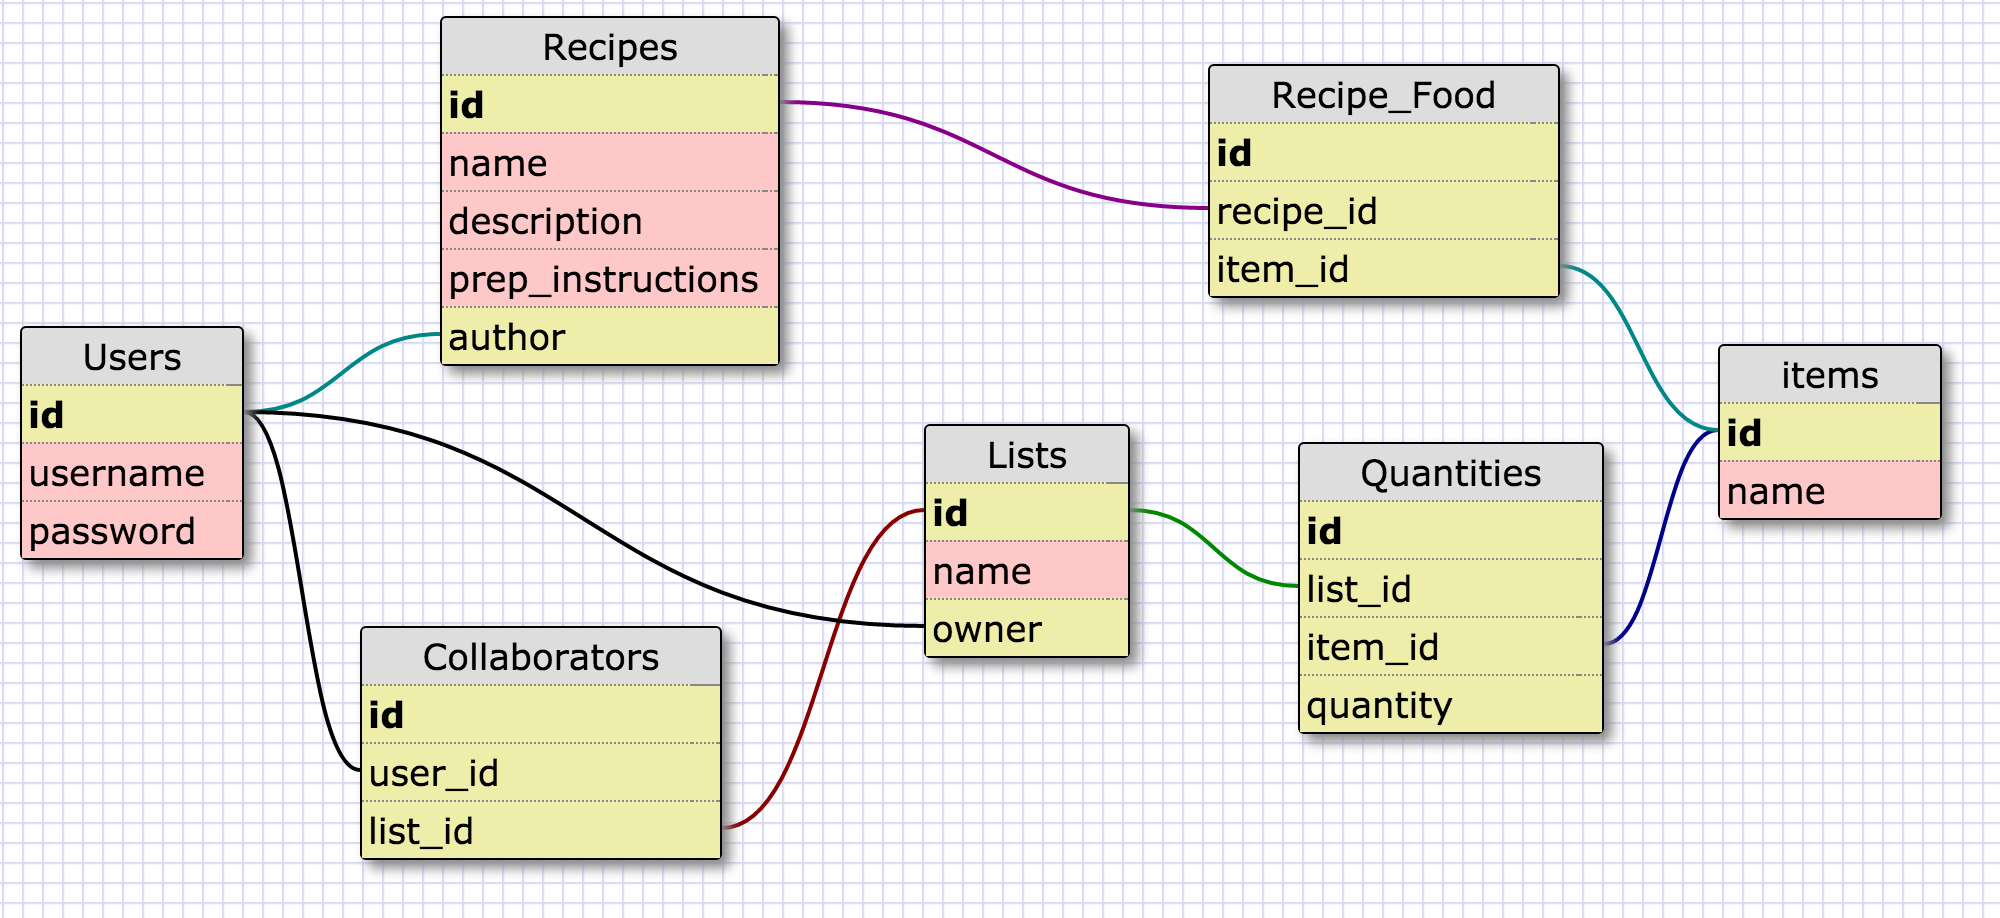 Recipes
id
name
description
prep_instructions
author
Recipe_Food
id
recipe_id
item_id
Users
id
username
password
items
id
name
Lists
id
name
owner
Quantities
id
list_id
item_id
quantity
Collaborators
id
user_id
list_id